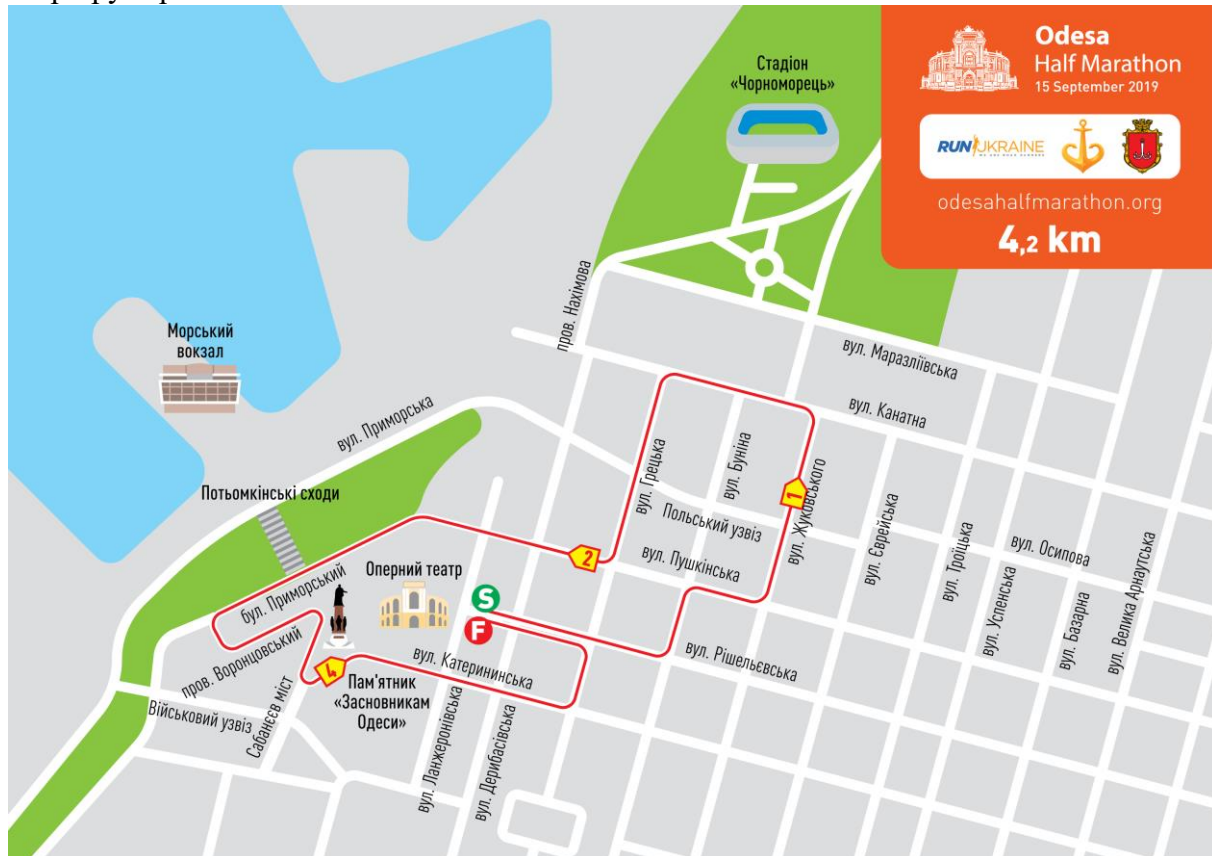 Odesa
Half Marathon
15 September 2019
RUN UKRAINE
odesahalfmarathon.org
4,2 km
Стадіон
«Чорноморець»
пров. Нахімова
Морський
вокзал
вул. Маразліївська
вул. Приморська
вул. Канатна
вул. Буніна
вул. Грецька
1
вул. Жуковського
Потьомкінські сходи
Польський узвіз
вул. Єврейська
вул. Троїцька
вул. Осипова
вул. Велика Арнаутська
2
вул. Пушкінська
Оперний театр
бул. Приморський
S
F
вул. Успенська
вул. Базарна
пров. Воронцовський
вул. Катерининська
вул. Рішельєвська
4
Пам'ятник
«Засновникам
Одеси»
Військовий узвіз
Сабанєєв міст
вул. Ланжеронівська
вул. Дерибасівська